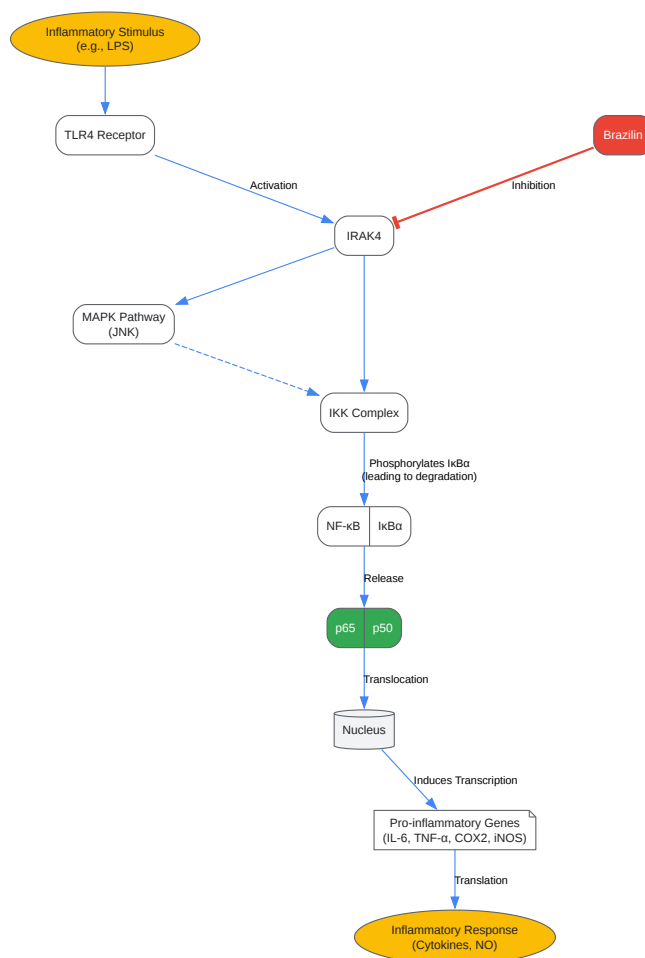 Inflammatory Stimulus
(e.g., LPS)
TLR4 Receptor
Brazilin
Activation
Inhibition
IRAK4
MAPK Pathway
(JNK)
IKK Complex
Phosphorylates IκBα
(leading to degradation)
NF-κB
IκBα
Release
p65
p50
Translocation
Nucleus
Induces Transcription
Pro-inflammatory Genes
(IL-6, TNF-α, COX2, iNOS)
Translation
Inflammatory Response
(Cytokines, NO)